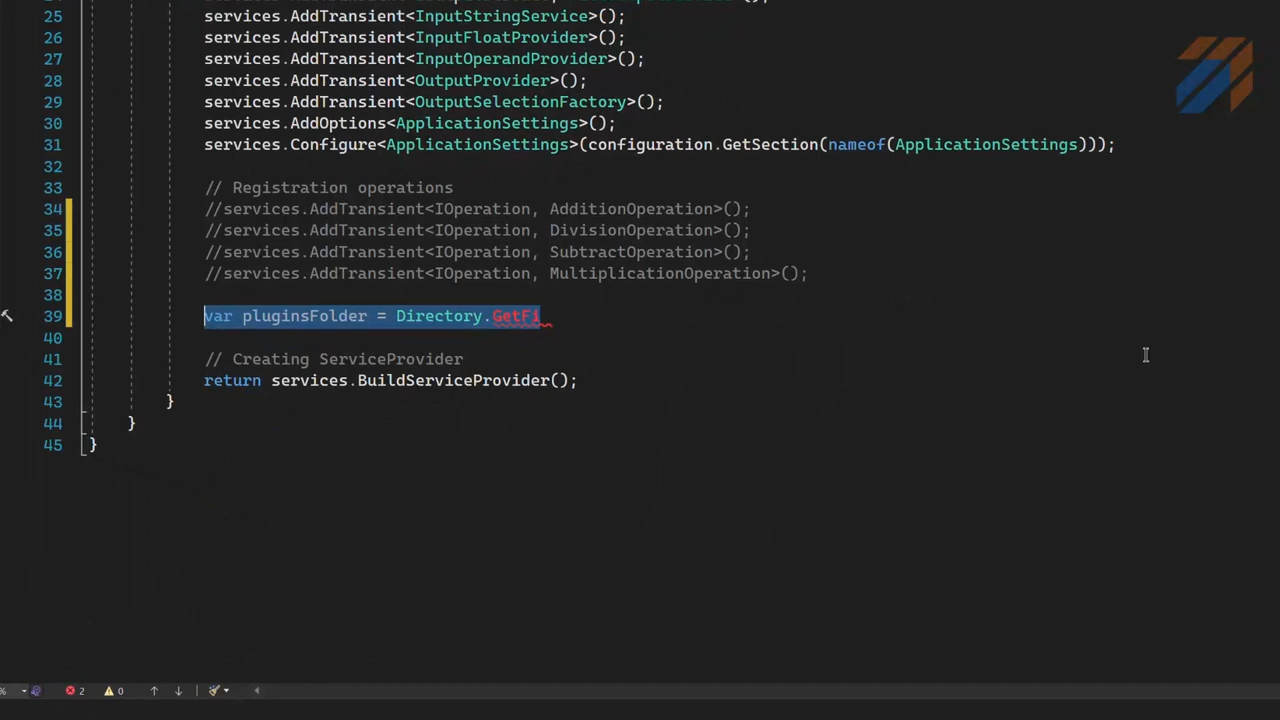 25 services.AddTransient<InputStringService>();
26 services.AddTransient<InputFloatProvider>();
27 services.AddTransient<InputOperandProvider>();
28 services.AddTransient<OutputProvider>();
29 services.AddTransient<OutputSelectionFactory>();
30 services.AddOptions<ApplicationSettings>();
31 services.Configure<ApplicationSettings>(configuration.GetSection(nameof(ApplicationSettings)));
32
33 // Registration operations
34 //services.AddTransient<IOperation, AdditionOperation>();
35 //services.AddTransient<IOperation, DivisionOperation>();
36 //services.AddTransient<IOperation, SubtractOperation>();
37 //services.AddTransient<IOperation, MultiplicationOperation>();
38
39 var pluginsFolder = Directory.GetFi
40
41 // Creating ServiceProvider
42 return services.BuildServiceProvider();
43 }
44 }
45 }
% 2 0